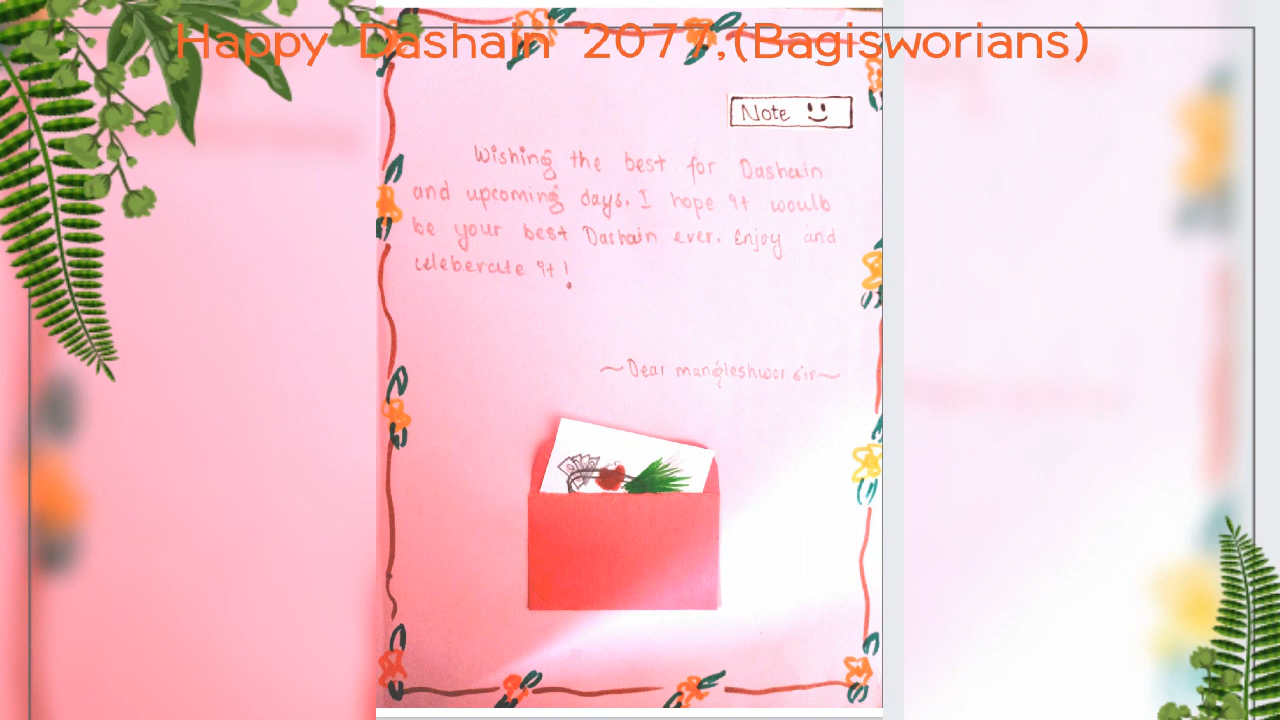 Happy Dashain 2077,(Bagisworians)
Note
Wishing the best for Dashain
and upcoming days. I hope it would
be your best Dashain ever. Enjoy and
celeberate it!
~Dear mangleshwor sir~